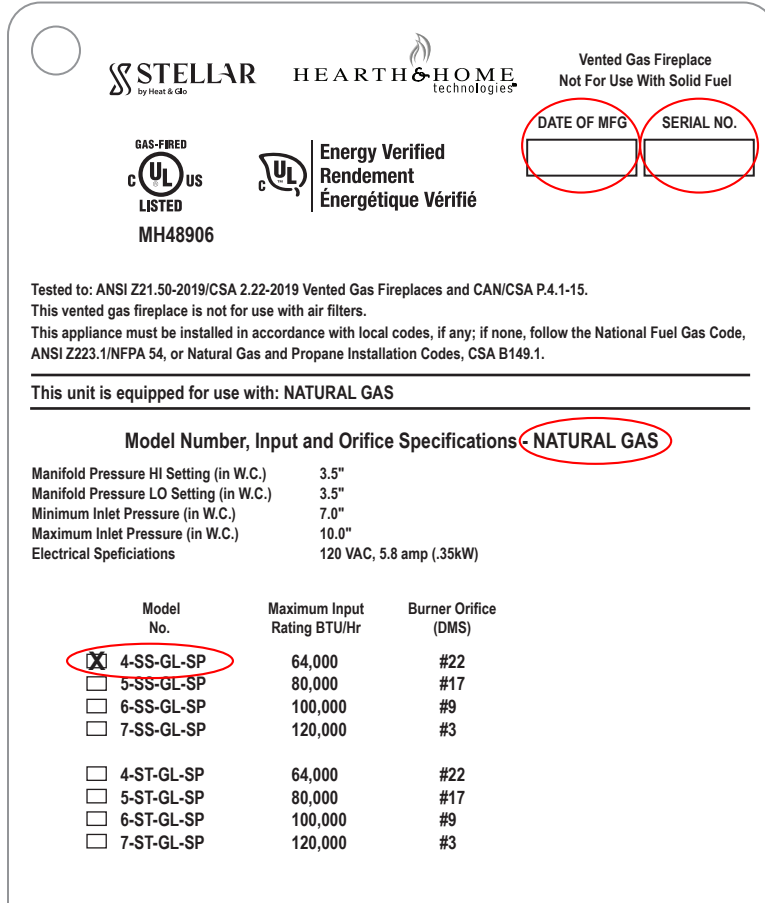 STELLAR
by Heat & Glo
HEARTH&HOME
technologies
Vented Gas Fireplace
Not For Use With Solid Fuel
DATE OF MFG
SERIAL NO.
GAS-FIRED
C UL US
®
LISTED
MH48906
C UL
™
Energy Verified
Rendement
Énergétique Vérifié
Tested to: ANSI Z21.50-2019/CSA 2.22-2019 Vented Gas Fireplaces and CAN/CSA P.4.1-15.
This vented gas fireplace is not for use with air filters.
This appliance must be installed in accordance with local codes, if any; if none, follow the National Fuel Gas Code,
ANSI Z223.1/NFPA 54, or Natural Gas and Propane Installation Codes, CSA B149.1.
This unit is equipped for use with: NATURAL GAS
Model Number, Input and Orifice Specifications - NATURAL GAS
Manifold Pressure HI Setting (in W.C.) 3.5"
Manifold Pressure LO Setting (in W.C.) 3.5"
Minimum Inlet Pressure (in W.C.) 7.0"
Maximum Inlet Pressure (in W.C.) 10.0"
Electrical Speficiations 120 VAC, 5.8 amp (.35kW)
Model Maximum Input Burner Orifice
No. Rating BTU/Hr (DMS)
X 4-SS-GL-SP 64,000 #22
5-SS-GL-SP 80,000 #17
6-SS-GL-SP 100,000 #9
7-SS-GL-SP 120,000 #3
4-ST-GL-SP 64,000 #22
5-ST-GL-SP 80,000 #17
6-ST-GL-SP 100,000 #9
7-ST-GL-SP 120,000 #3